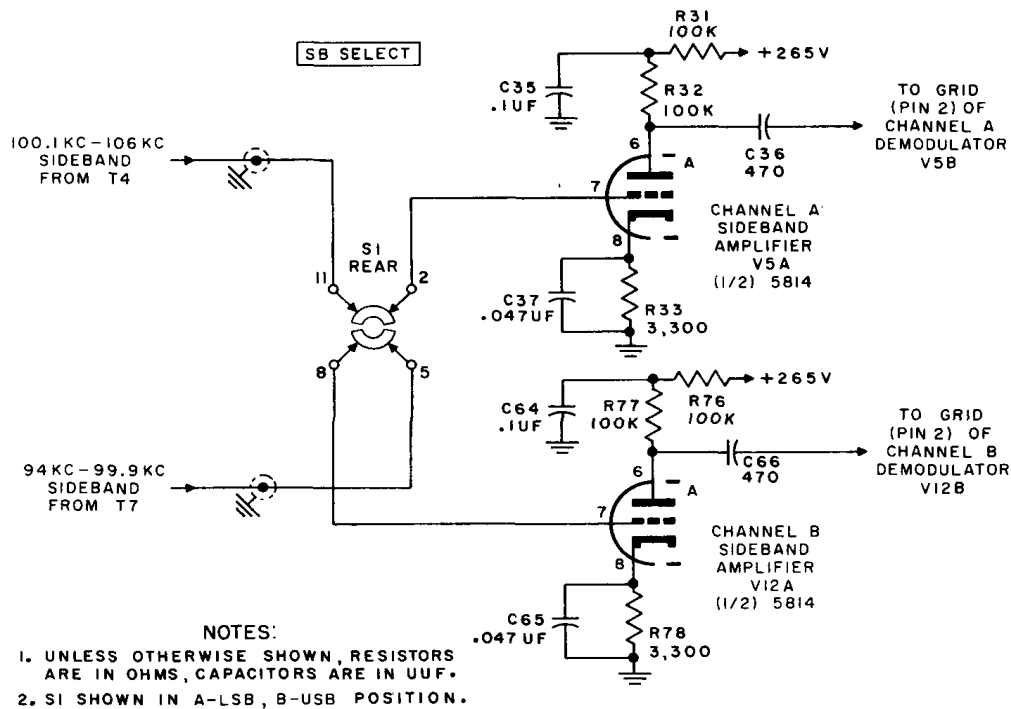 SB SELECT
R31
100K
+265V
C35
.1UF
R32
100K
TO GRID
(PIN 2) OF
CHANNEL A
DEMODULATOR
V5B
100.1KC-106KC
SIDEBAND
FROM T4
6
A
C36
470
7
CHANNEL A
SIDEBAND
AMPLIFIER
V5A
(1/2) 5814
8
S1
REAR
11
2
C37
.047UF
R33
3,300
8
5
+265V
C64
.1UF
R77
100K
R76
100K
TO GRID
(PIN 2) OF
CHANNEL B
DEMODULATOR
V12B
94KC-99.9KC
SIDEBAND
FROM T7
6
A
C66
470
7
CHANNEL B
SIDEBAND
AMPLIFIER
V12A
(1/2) 5814
8
C65
.047UF
R78
3,300
NOTES:
1. UNLESS OTHERWISE SHOWN, RESISTORS
ARE IN OHMS, CAPACITORS ARE IN UUF.
2. S1 SHOWN IN A-LSB, B-USB POSITION.